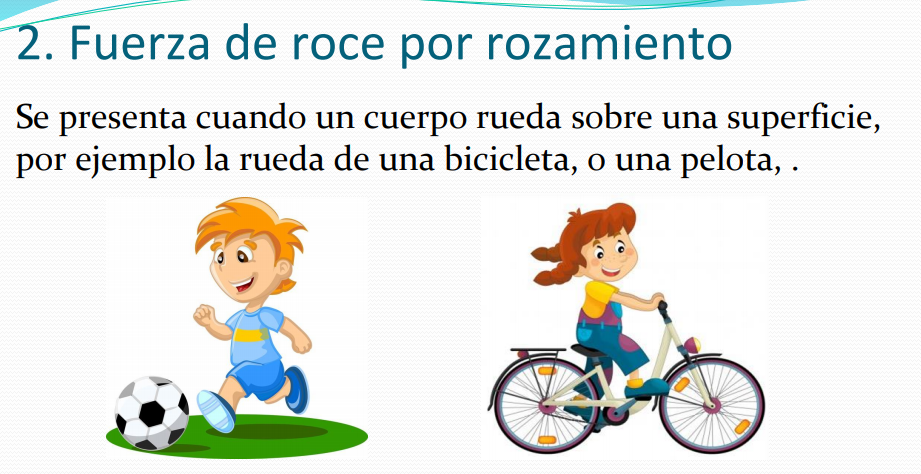 2. Fuerza de roce por rozamiento
Se presenta cuando un cuerpo rueda sobre una superficie,
por ejemplo la rueda de una bicicleta, o una pelota, .